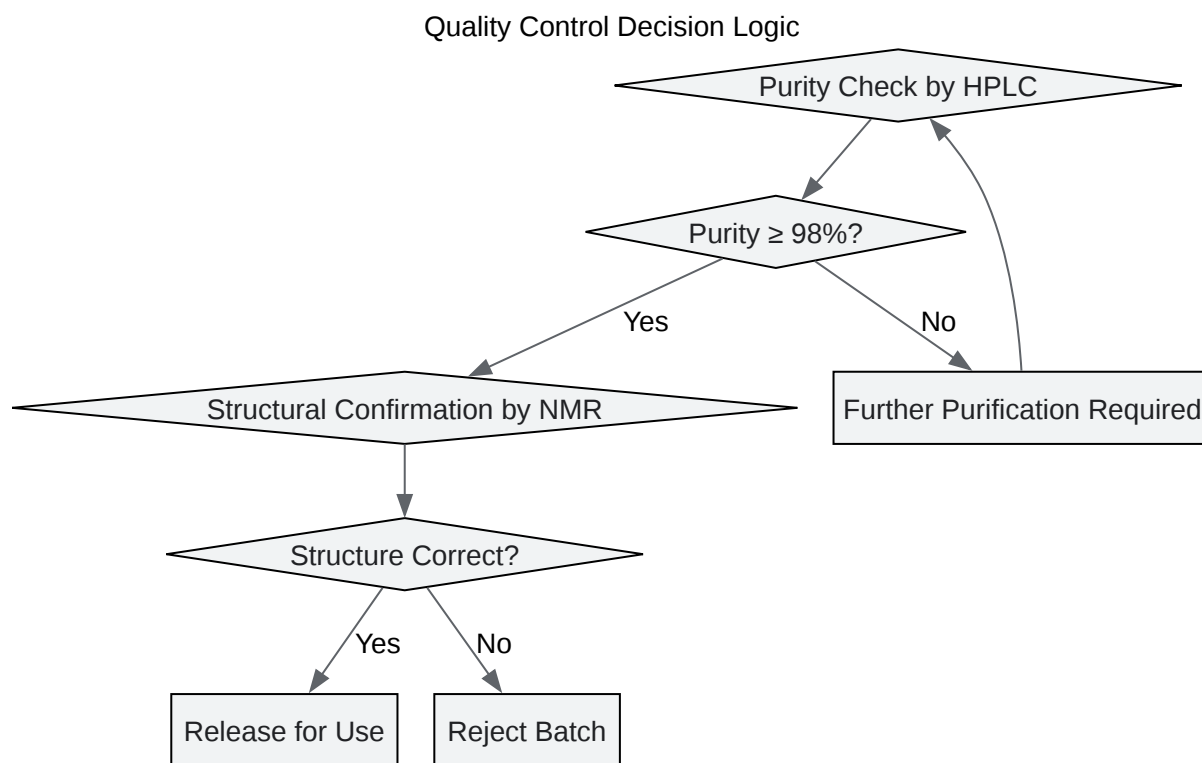 Quality Control Decision Logic
Purity Check by HPLC
Purity ≥ 98%?
Yes
No
Structural Confirmation by NMR
Further Purification Required
Structure Correct?
Yes
No
Release for Use
Reject Batch